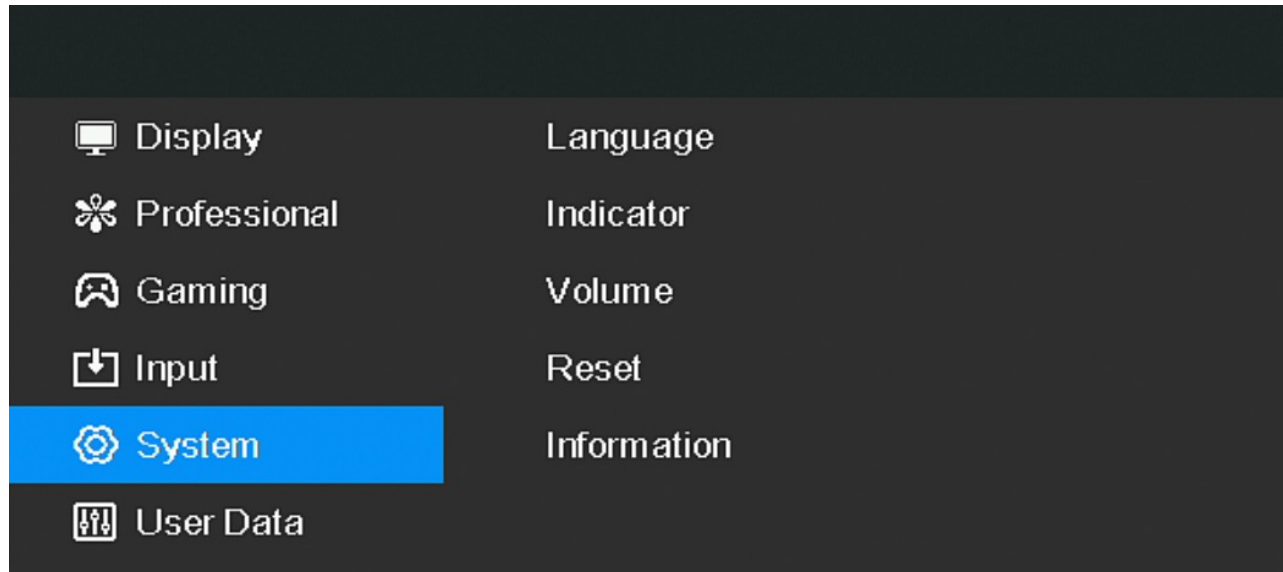 Display
Professional
Gaming
Input
System
User Data
Language
Indicator
Volume
Reset
Information